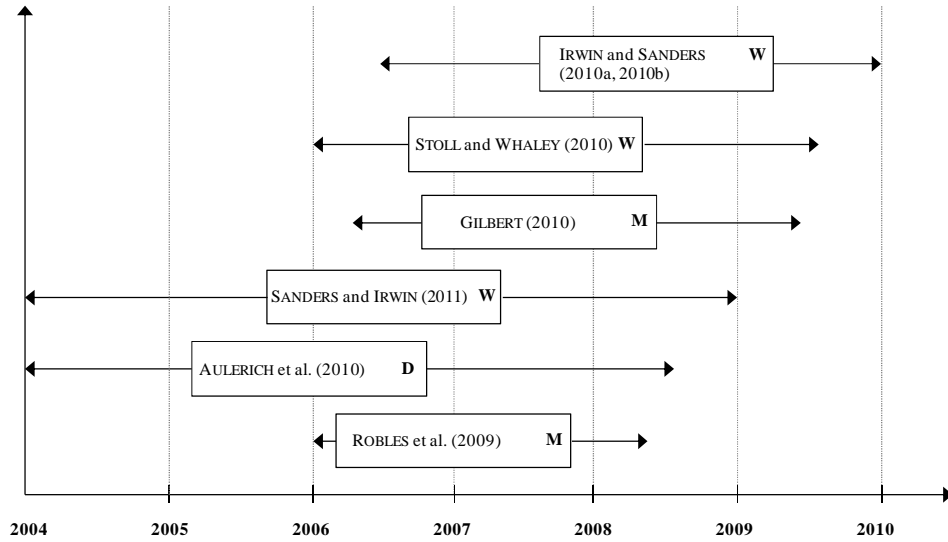 IRWIN and SANDERS W
(2010a, 2010b)
STOLL and WHALEY (2010) W
GILBERT (2010) M
SANDERS and IRWIN (2011) W
AULERICH et al. (2010) D
ROBLES et al. (2009) M
2004 2005 2006 2007 2008 2009 2010